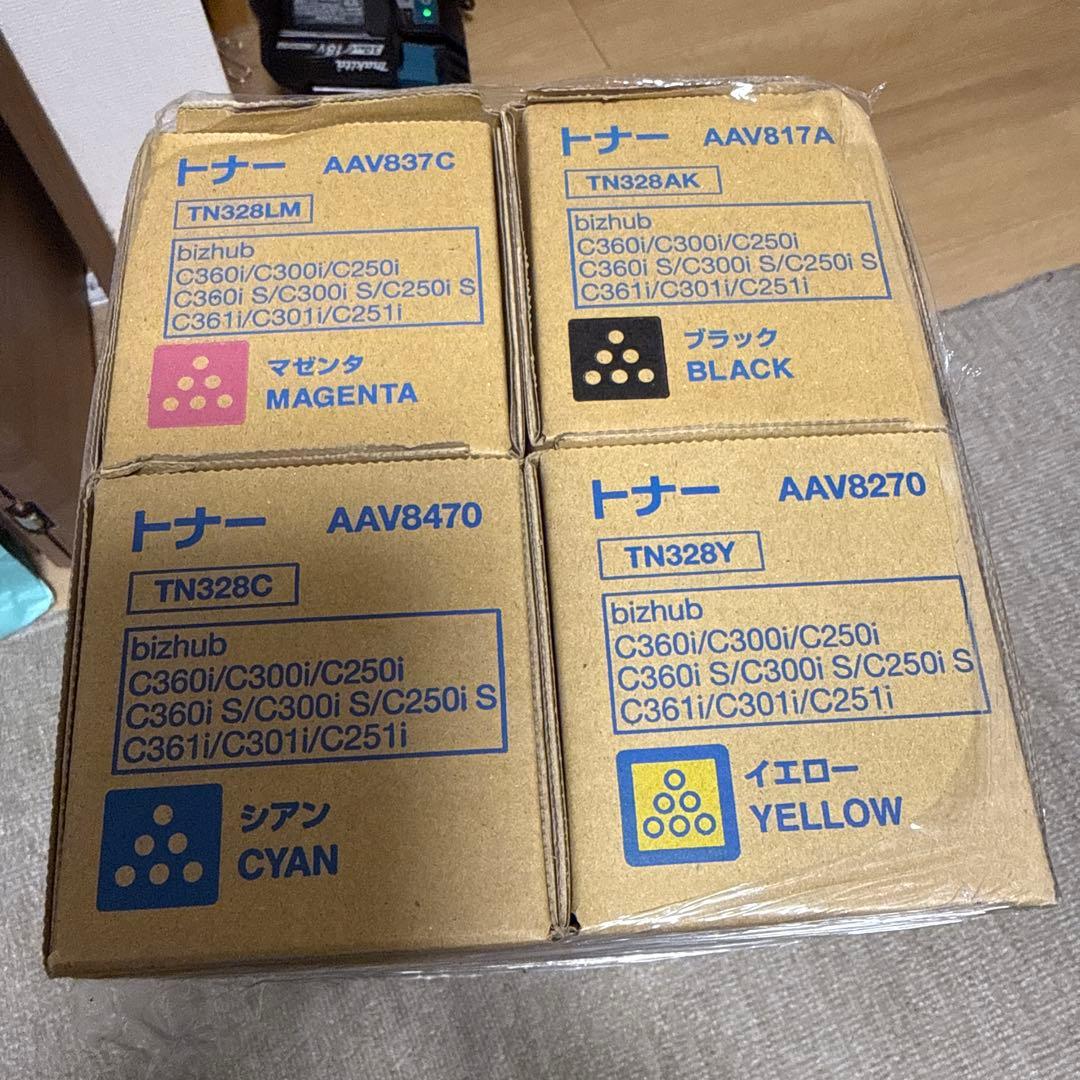 makita
18V
トナー AAV837C
TN328LM
bizhub
C360i/C300i/C250i
C360i S/C300i S/C250i S
C361i/C301i/C251i
マゼンタ
MAGENTA
トナー AAV817A
TN328AK
bizhub
C360i/C300i/C250i
C360i S/C300i S/C250i S
C361i/C301i/C251i
ブラック
BLACK
トナー AAV8470
TN328C
bizhub
C360i/C300i/C250i
C360i S/C300i S/C250i S
C361i/C301i/C251i
シアン
CYAN
トナー AAV8270
TN328Y
bizhub
C360i/C300i/C250i
C360i S/C300i S/C250i S
C361i/C301i/C251i
イエロー
YELLOW